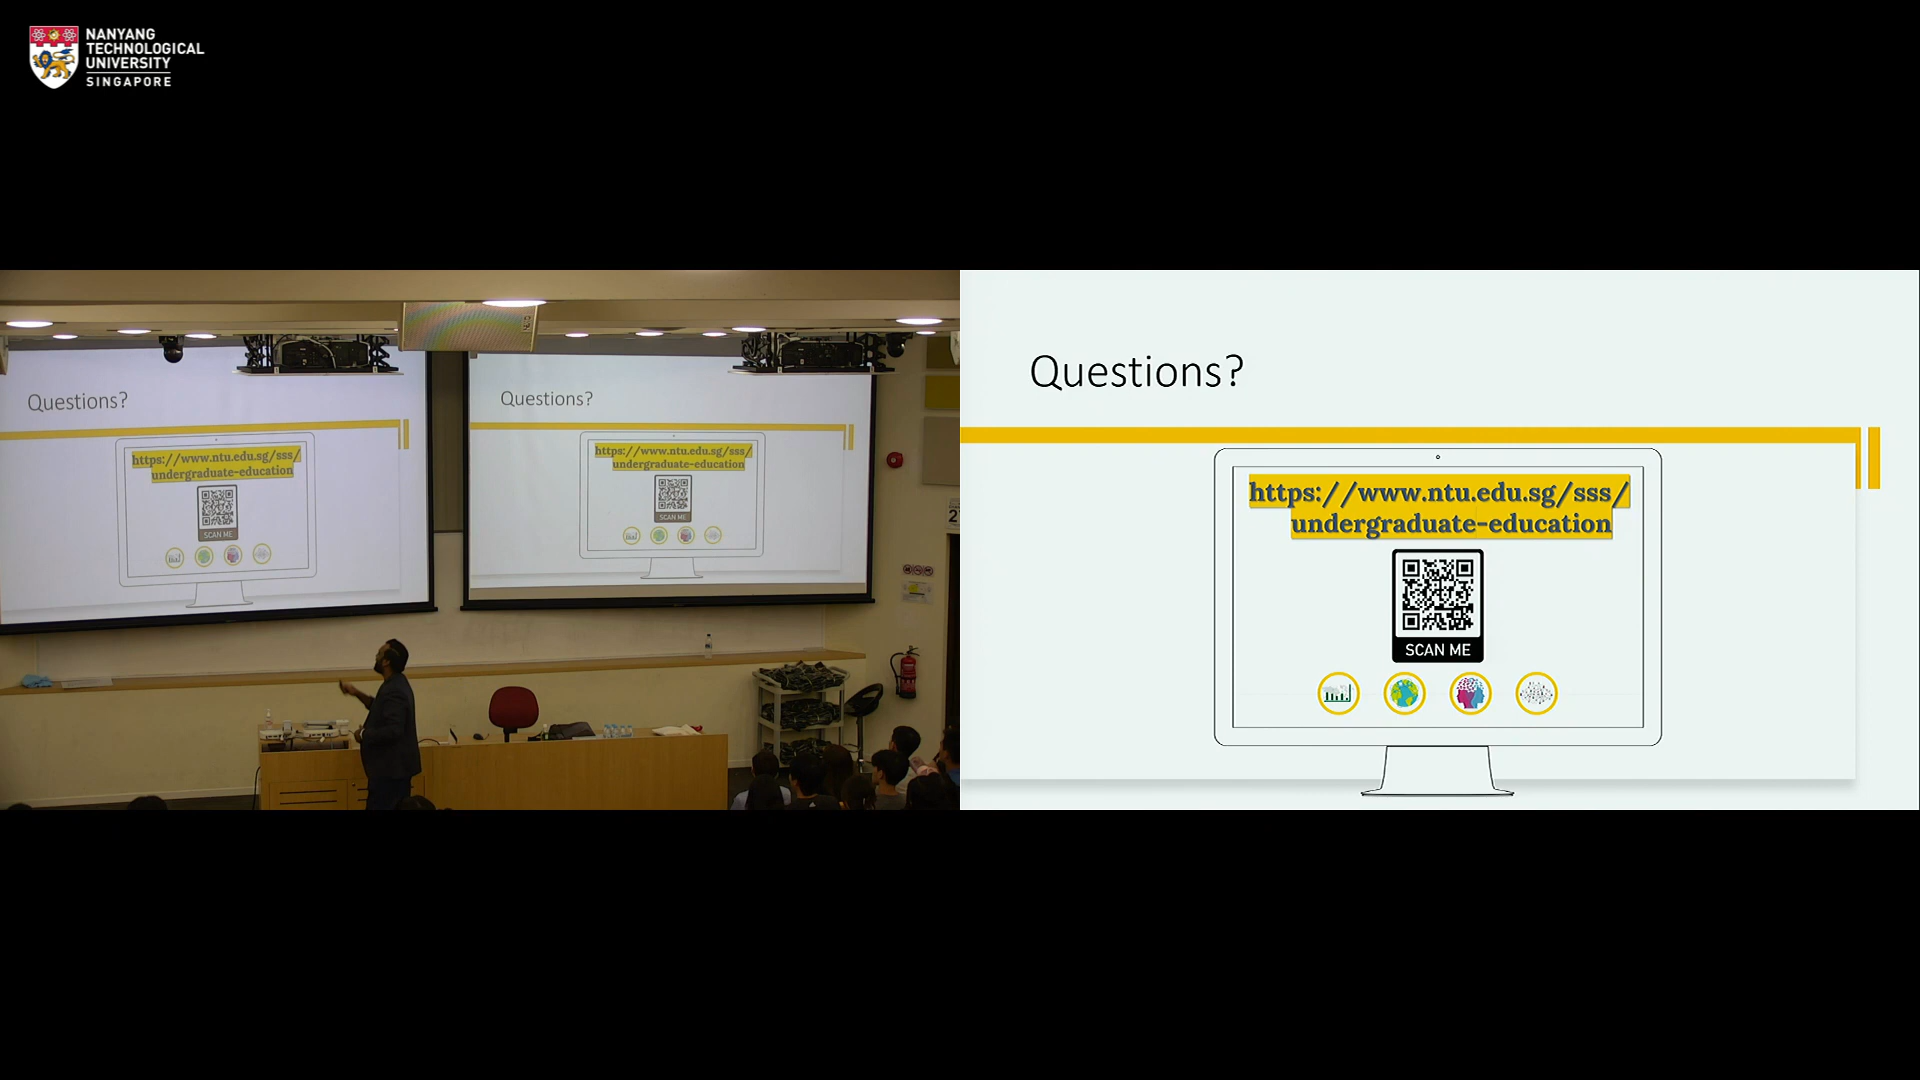 NANYANG
TECHNOLOGICAL
UNIVERSITY
SINGAPORE
Questions?
https://www.ntu.edu.sg/sss/
undergraduate-education
SCAN ME
Questions?
https://www.ntu.edu.sg/sss/
undergraduate-education
SCAN ME
Questions?
https://www.ntu.edu.sg/sss/
undergraduate-education
SCAN ME